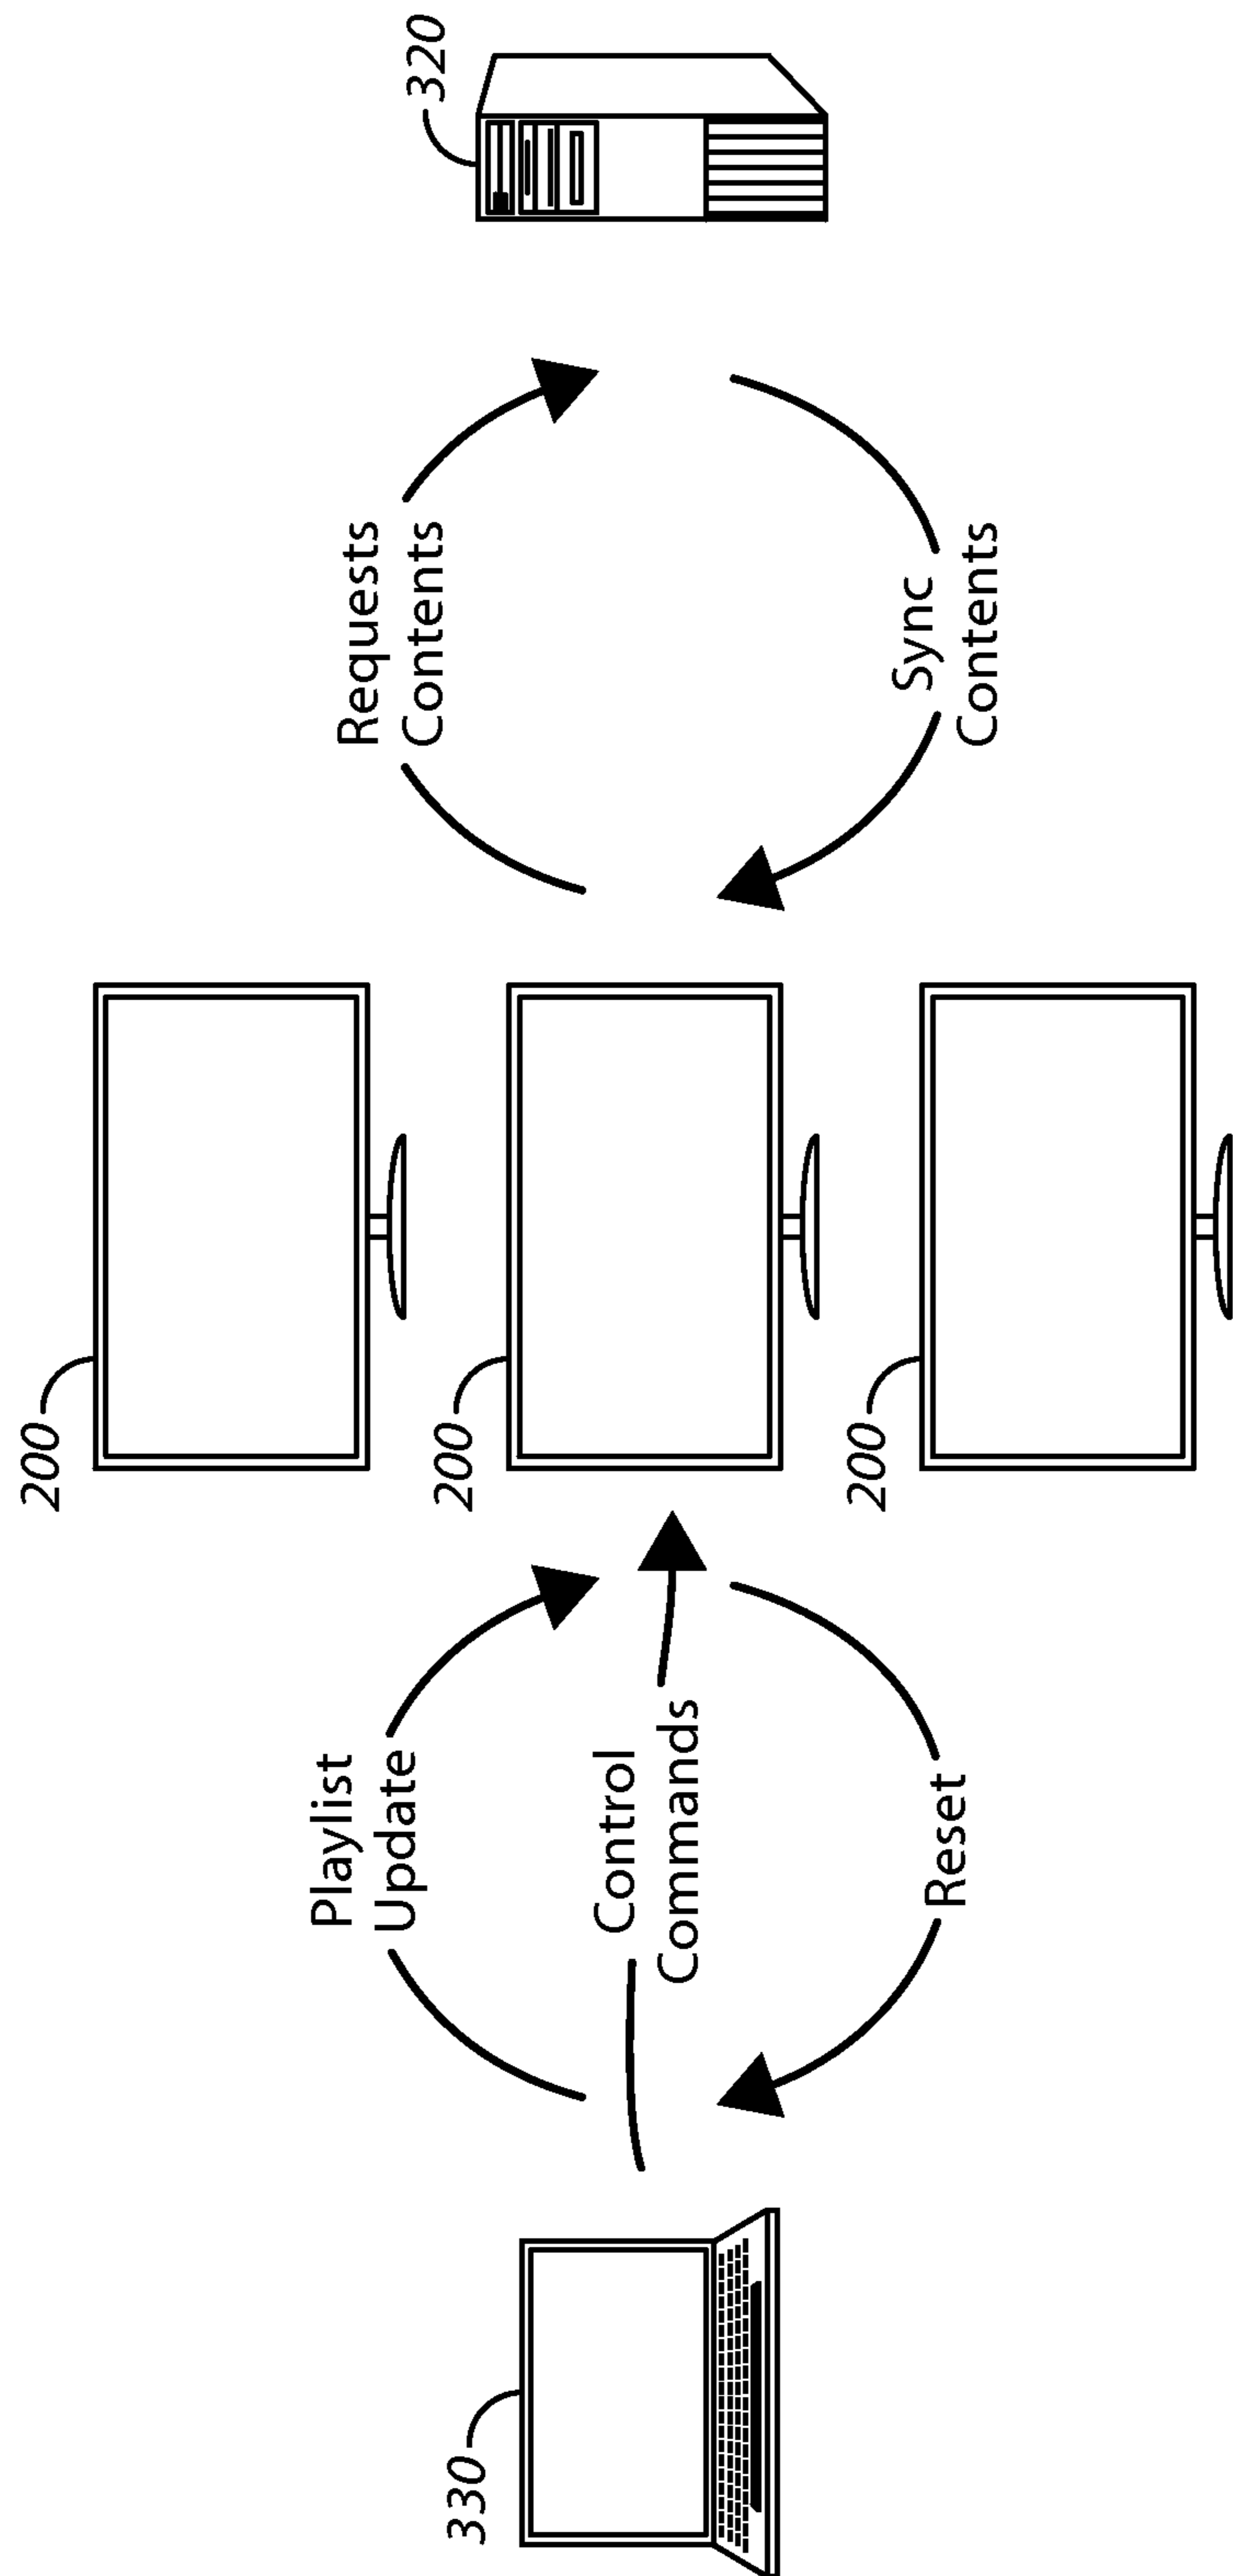 200
330
200
320
Playlist
Update
Requests
Contents
Control
Commands
200
Reset
Sync
Contents